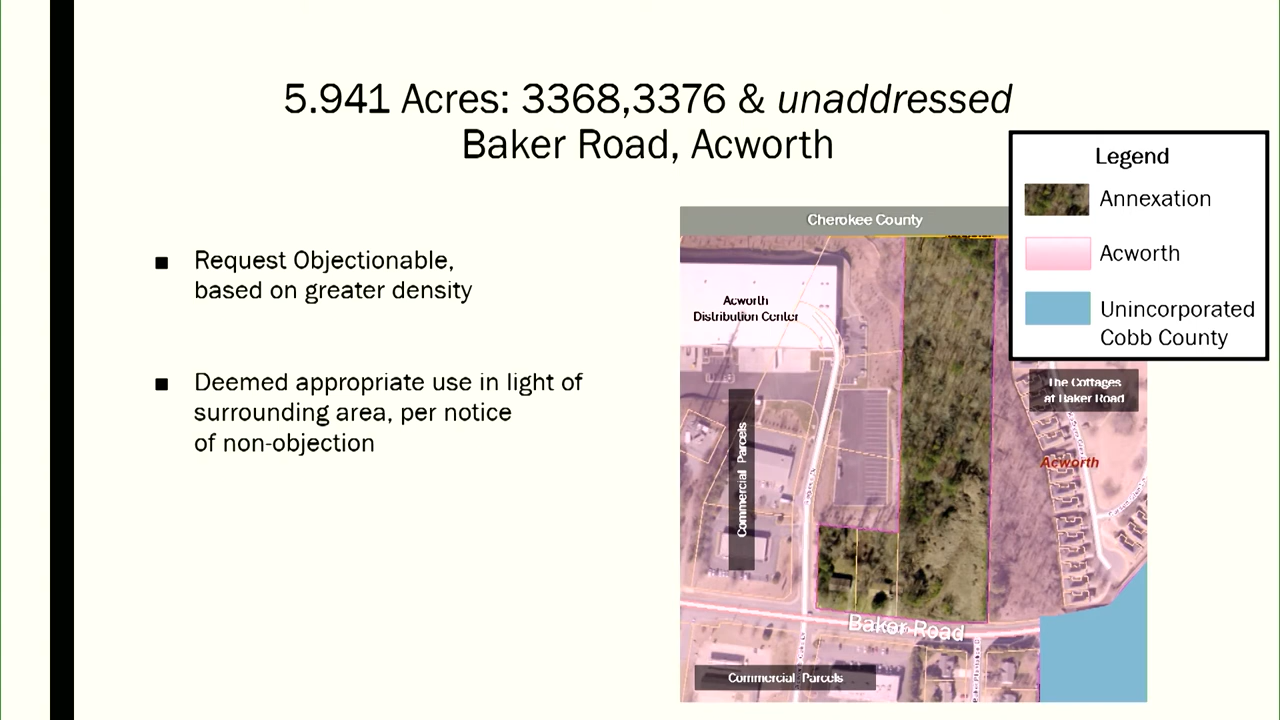 5.941 Acres: 3368,3376 & unaddressed
Baker Road, Acworth
■ Request Objectionable,
based on greater density
■ Deemed appropriate use in light of
surrounding area, per notice
of non-objection
Legend
Annexation
Acworth
Unincorporated
Cobb County
Cherokee County
Acworth
Distribution Center
The Cottages
at Baker Road
Commercial Parcels
Acworth
Baker Road
Commercial Parcels